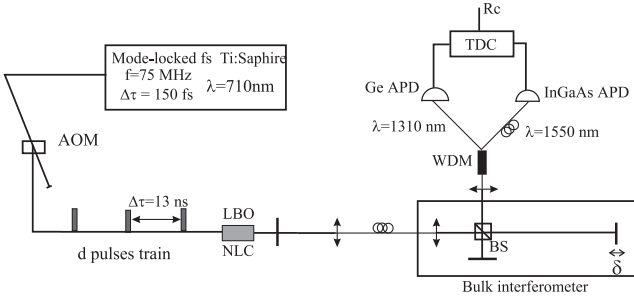 Rc
TDC
Mode-locked fs Ti:Saphire
f=75 MHz
λ=710nm
Δτ = 150 fs
Ge APD
InGaAs APD
λ=1310 nm
λ=1550 nm
AOM
WDM
Δτ=13 ns
LBO
NLC
d pulses train
BS
δ
Bulk interferometer